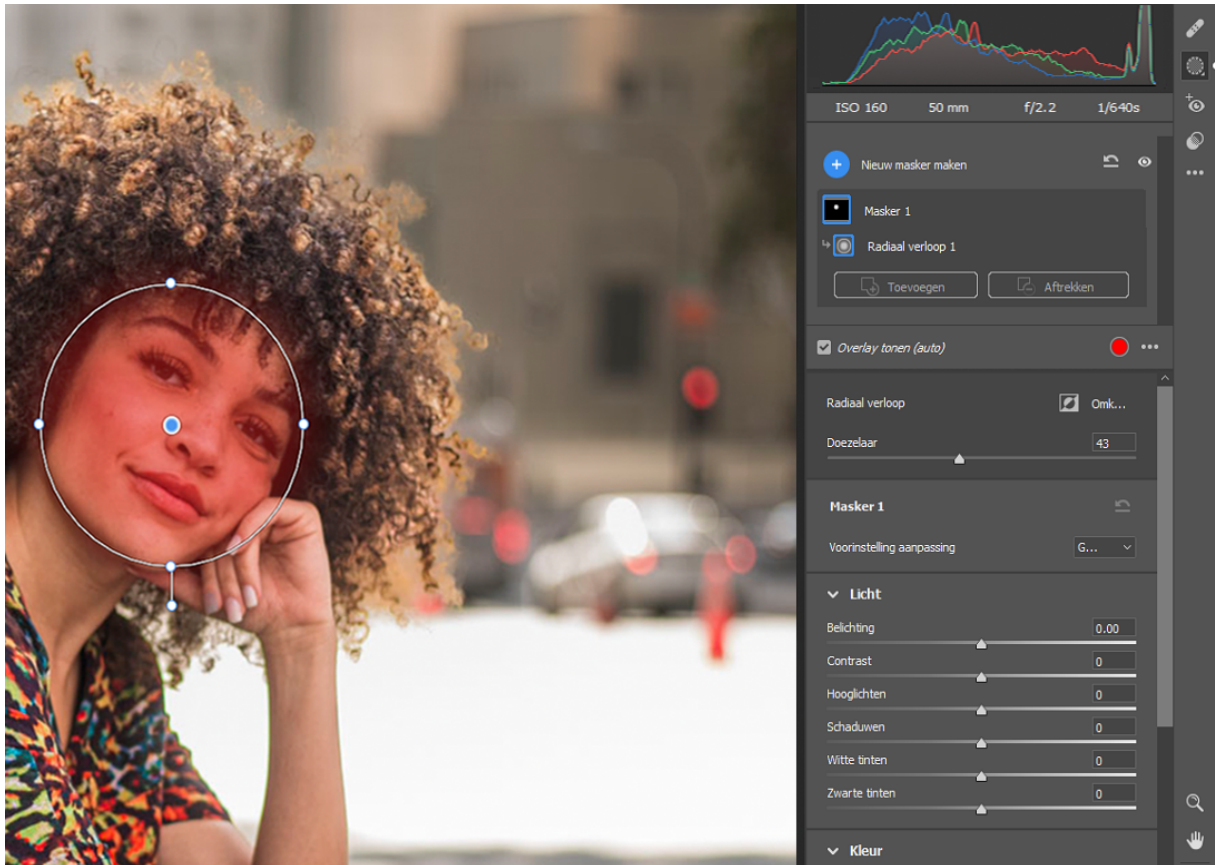 ISO 160 50 mm f/2.2 1/640s
Nieuw masker maken
Masker 1
Radiaal verloop 1
Toevoegen Aftrekken
Overlay tonen (auto)
Radiaal verloop Omk...
Doezelaar 43
Masker 1
Voorinstelling aanpassing G...
Licht
Belichting 0.00
Contrast 0
Hooglichten 0
Schaduwen 0
Witte tinten 0
Zwarte tinten 0
Kleur